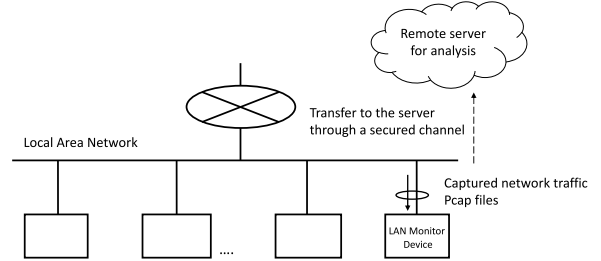 Remote server
for analysis
Transfer to the server
through a secured channel
Local Area Network
Captured network traffic
Pcap files
LAN Monitor
Device
....